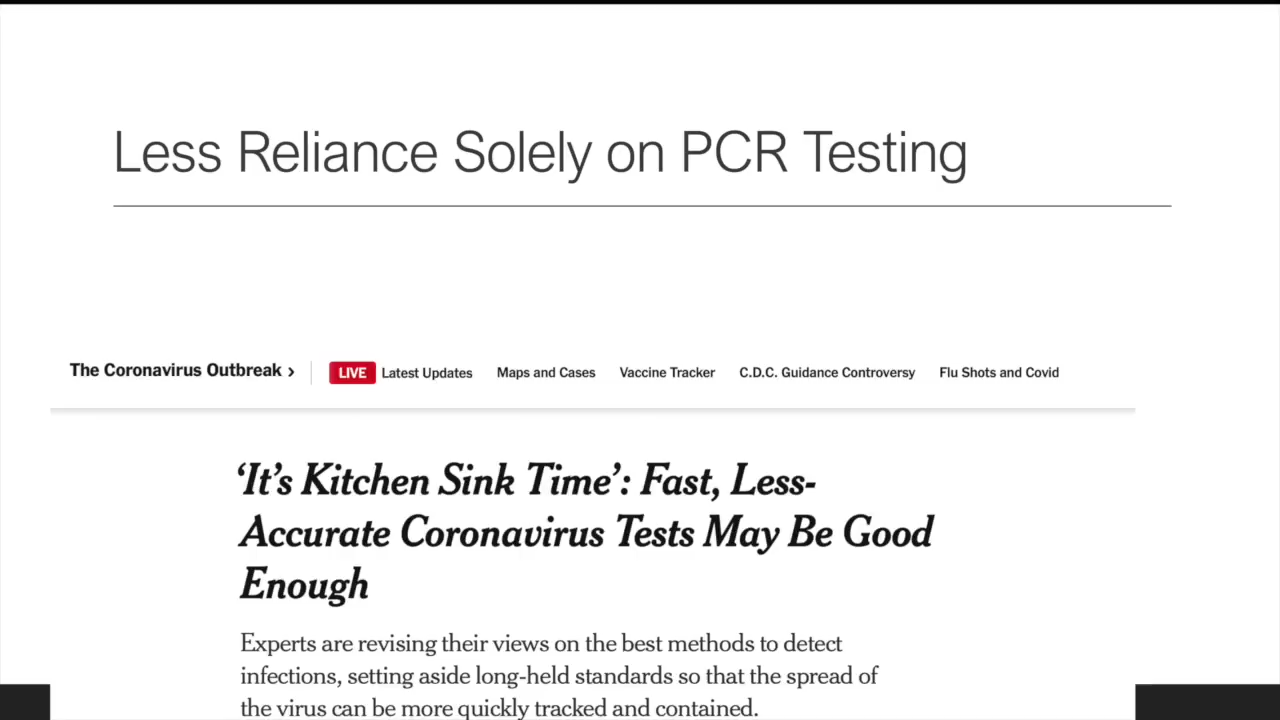 Less Reliance Solely on PCR Testing
The Coronavirus Outbreak › LIVE Latest Updates Maps and Cases Vaccine Tracker C.D.C. Guidance Controversy Flu Shots and Covid
‘It’s Kitchen Sink Time’: Fast, Less-
Accurate Coronavirus Tests May Be Good
Enough
Experts are revising their views on the best methods to detect
infections, setting aside long-held standards so that the spread of
the virus can be more quickly tracked and contained.